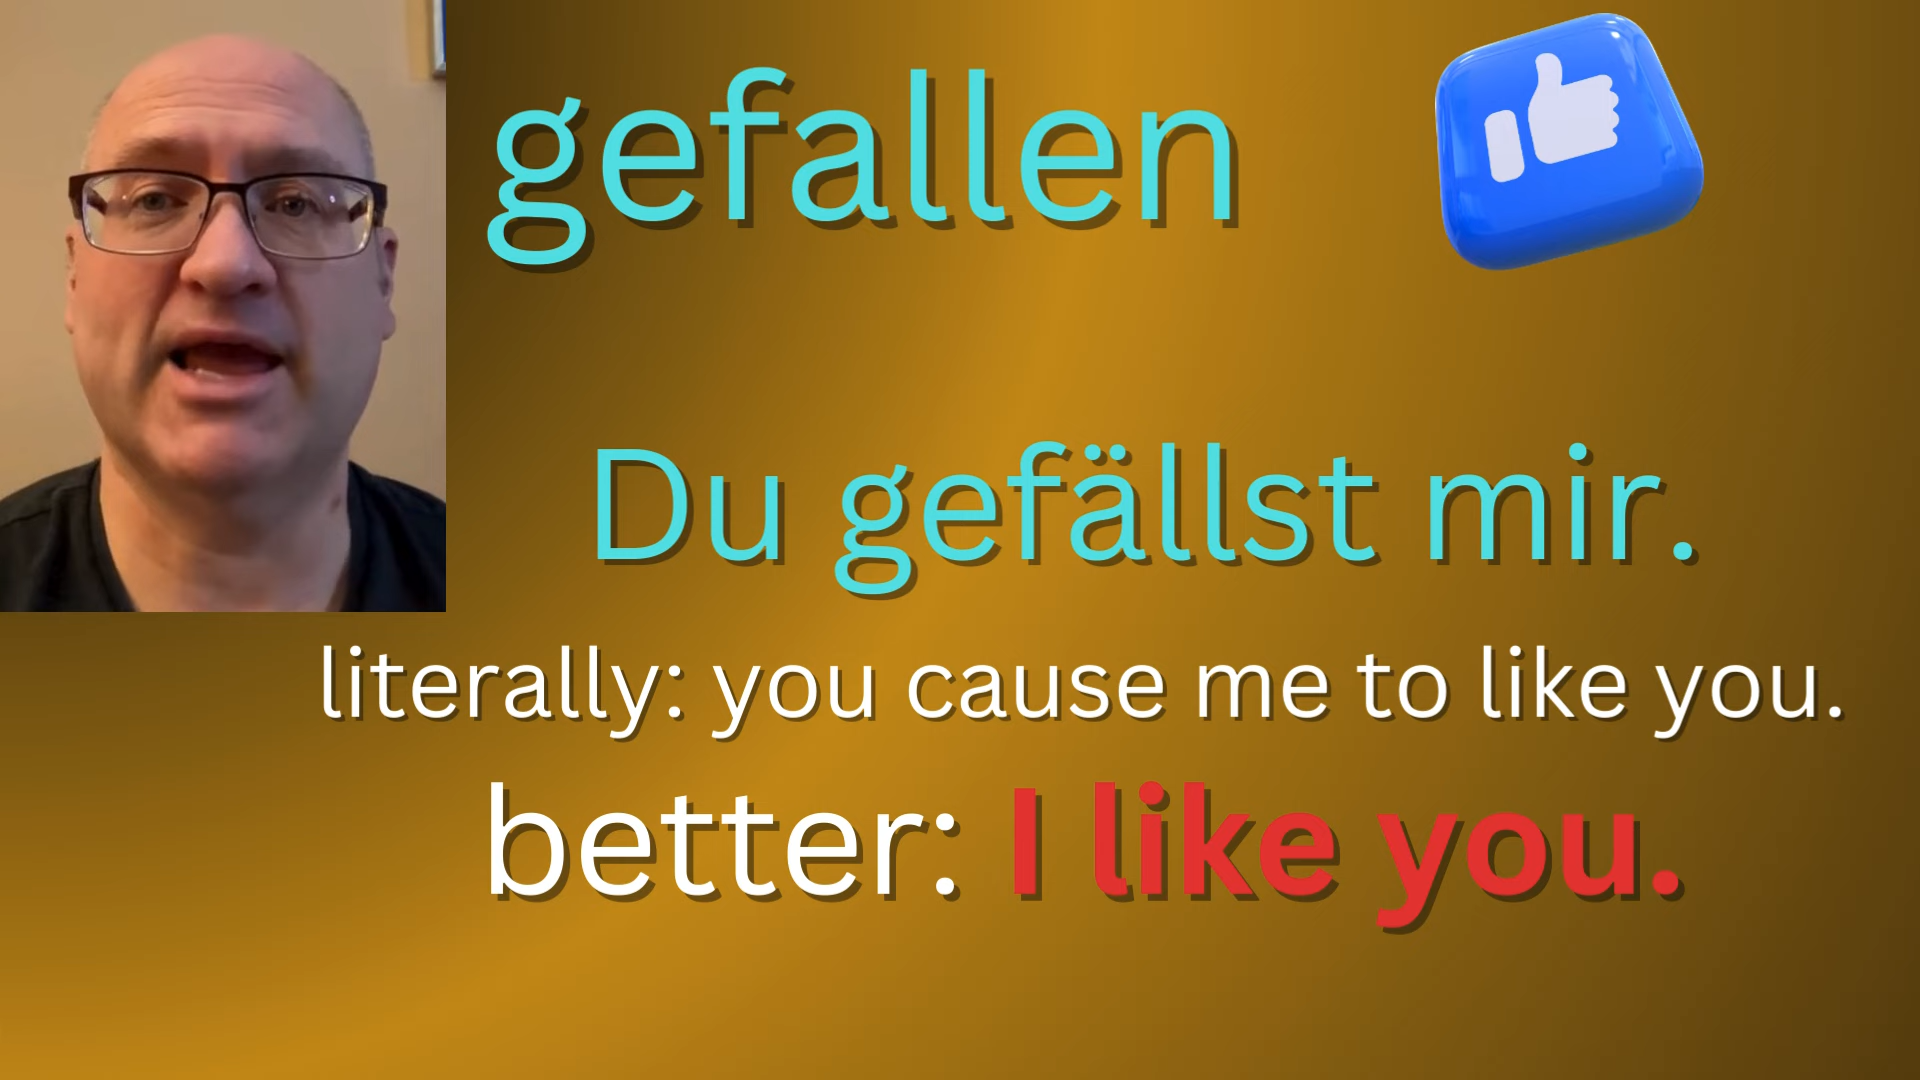 gefallen
Du gefällst mir.
literally: you cause me to like you.
better: I like you.